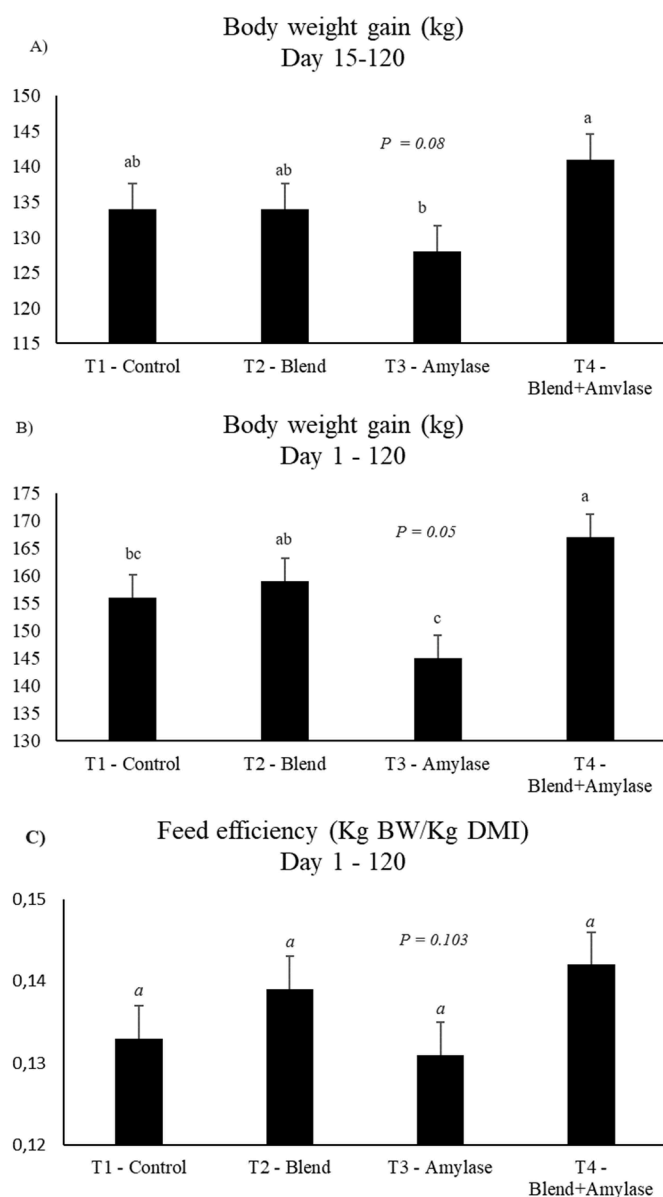 A)
Body weight gain (kg)
Day 15-120
150
145
140
135
130
125
120
115
ab
ab
P = 0.08
b
a
T1 - Control
T2 - Blend
T3 - Amylase
T4 -
Blend+Amylase
B)
Body weight gain (kg)
Day 1 - 120
175
170
165
160
155
150
145
140
135
130
bc
ab
P = 0.05
c
a
T1 - Control
T2 - Blend
T3 - Amylase
T4 -
Blend+Amylase
C)
Feed efficiency (Kg BW/Kg DMI)
Day 1 - 120
0,15
0,14
0,13
0,12
a
a
P = 0.103
a
a
T1 - Control
T2 - Blend
T3 - Amylase
T4 -
Blend+Amylase